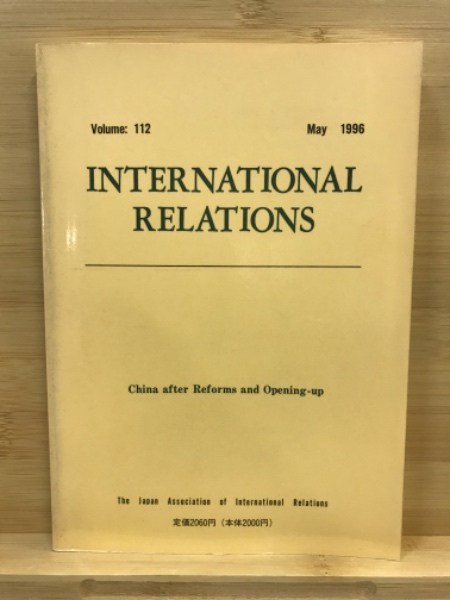 Volume: 112 May 1996
INTERNATIONAL
RELATIONS
China after Reforms and Opening-up
The Japan Association of International Relations
定価2060円(本体2000円)